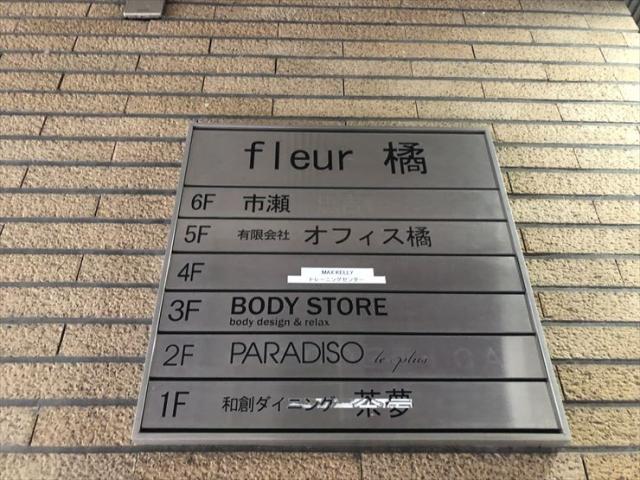 fleur 橘
6F 市瀬
5F 有限会社 オフィス橘
4F MAX KELLY
トレーニングセンター
3F BODY STORE
body design & relax
2F PARADISO le plus
1F 和創ダイニング 茶夢